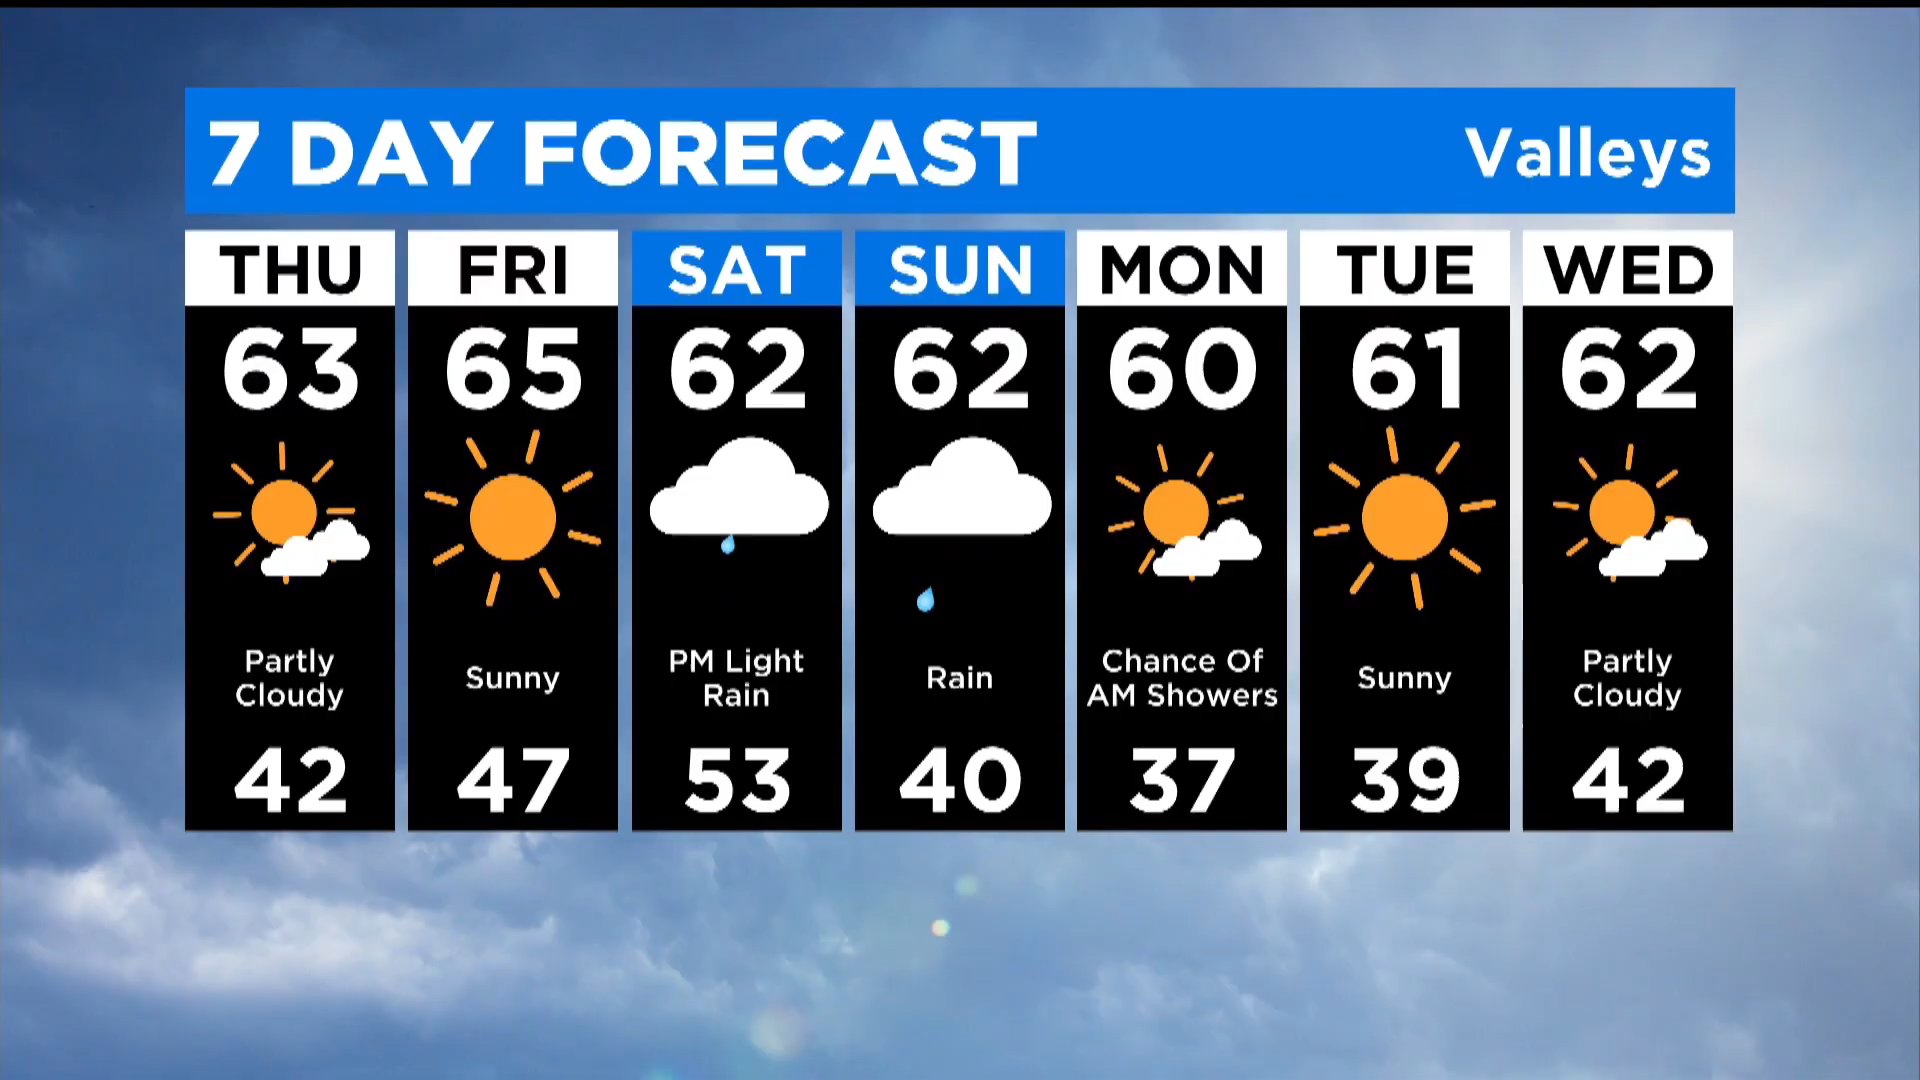 7 DAY FORECAST
Valleys
THU
FRI
SAT
SUN
MON
TUE
WED
63
65
62
62
60
61
62
Partly
Cloudy
Sunny
PM Light
Rain
Rain
Chance Of
AM Showers
Sunny
Partly
Cloudy
42
47
53
40
37
39
42